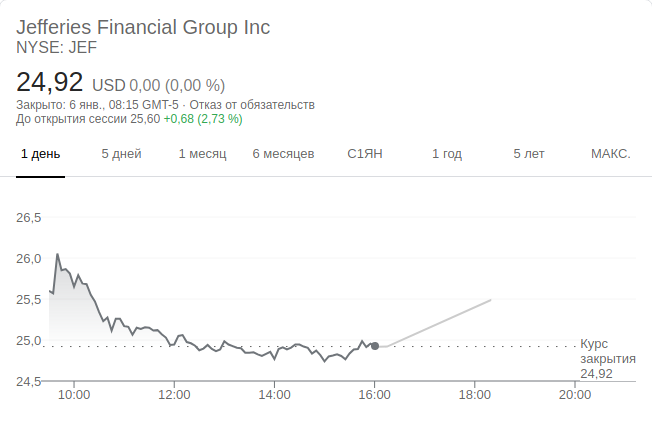 Jefferies Financial Group Inc
NYSE: JEF
24,92 USD 0,00 (0,00 %)
Закрыто: 6 янв., 08:15 GMT-5 · Отказ от обязательств
До открытия сессии 25,60 +0,68 (2,73 %)
1 день 5 дней 1 месяц 6 месяцев С1ЯН 1 год 5 лет МАКС.
26,5
26,0
25,5
25,0
24,5
Курс
закрытия
24,92
10:00 12:00 14:00 16:00 18:00 20:00